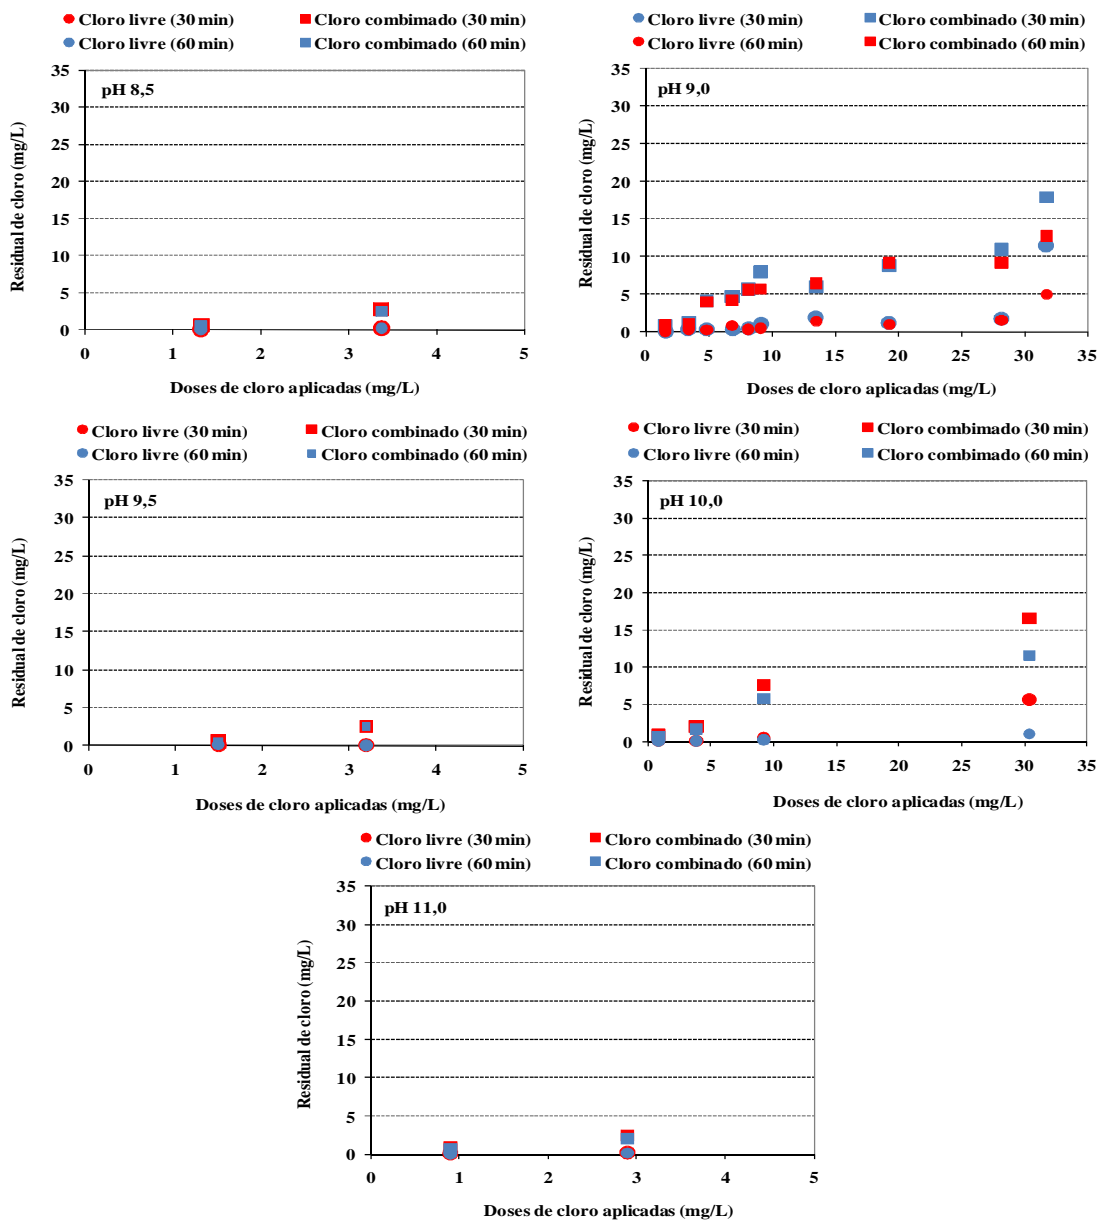 Cloro livre (30 min) Cloro combimado (30 min)
Cloro livre (60 min) Cloro combimado (60 min)
35
30
25
20
15
10
5
0
pH 8,5
Residual de cloro (mg/L)
0 1 2 3 4 5
Doses de cloro aplicadas (mg/L)
Cloro livre (30 min) Cloro combinado (30 min)
Cloro livre (60 min) Cloro combinado (60 min)
35
30
25
20
15
10
5
0
pH 9,0
Residual de cloro (mg/L)
0 5 10 15 20 25 30 35
Doses de cloro aplicadas (mg/L)
Cloro livre (30 min) Cloro combinado (30 min)
Cloro livre (60 min) Cloro combinado (60 min)
35
30
25
20
15
10
5
0
pH 9,5
Residual de cloro (mg/L)
0 1 2 3 4 5
Doses de cloro aplicadas (mg/L)
Cloro livre (30 min) Cloro combinado (30 min)
Cloro livre (60 min) Cloro combimado (60 min)
35
30
25
20
15
10
5
0
pH 10,0
Residual de cloro (mg/L)
0 5 10 15 20 25 30 35
Doses de cloro aplicadas (mg/L)
Cloro livre (30 min) Cloro combinado (30 min)
Cloro livre (60 min) Cloro combinado (60 min)
35
30
25
20
15
10
5
0
pH 11,0
Residual de cloro (mg/L)
0 1 2 3 4 5
Doses de cloro aplicadas (mg/L)